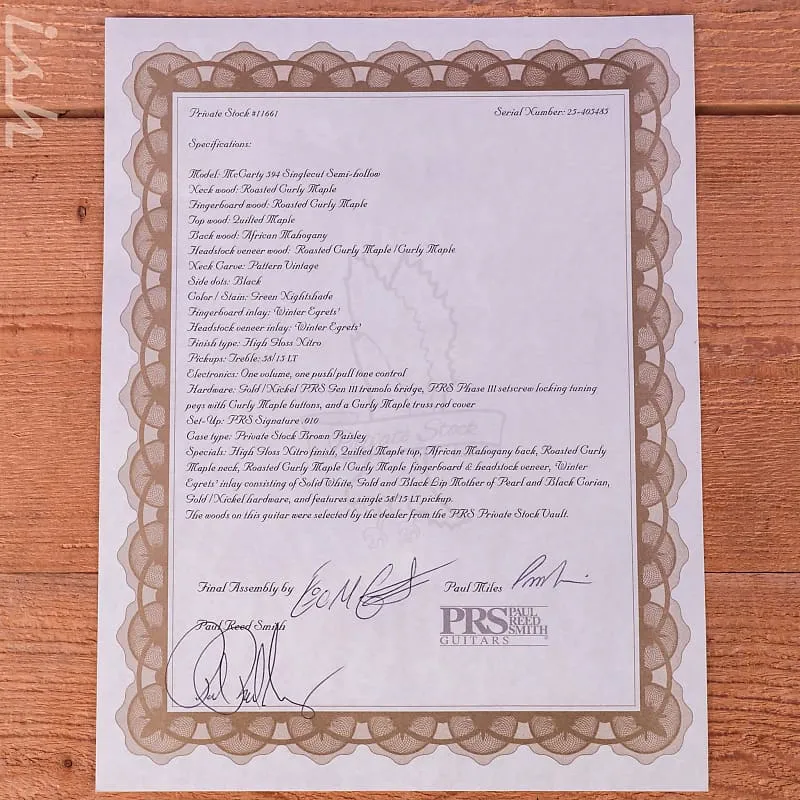 ish
Private Stock #11661
Serial Number: 25-405485
Specifications:
Model: McCarty 594 Singlecut Semi-hollow
Neck wood: Roasted Curly Maple
Fingerboard wood: Roasted Curly Maple
Top wood: Quilted Maple
Back wood: African Mahogany
Headstock veneer wood: Roasted Curly Maple / Curly Maple
Neck Carve: Pattern Vintage
Side dots: Black
Color / Stain: Green Nightshade
Fingerboard inlay: 'Winter Egrets'
Headstock veneer inlay: 'Winter Egrets'
Finish type: High Gloss Nitro
Pickups: Treble: 58/15 LT
Electronics: One volume, one push/pull tone control
Hardware: Gold / Nickel PRS Gen III tremolo bridge, PRS Phase III setscrew locking tuning
pegs with Curly Maple buttons, and a Curly Maple truss rod cover
Set-Up: PRS Signature .010
Case type: Private Stock Brown Paisley
Specials: High Gloss Nitro finish, Quilted Maple top, African Mahogany back, Roasted Curly
Maple neck, Roasted Curly Maple / Curly Maple fingerboard & headstock veneer, 'Winter
Egrets' inlay consisting of Solid White, Gold and Black Lip Mother of Pearl and Black Corian,
Gold / Nickel hardware, and features a single 58/15 LT pickup.
The woods on this guitar were selected by the dealer from the PRS Private Stock Vault.
Final Assembly by
Paul Miles
Paul Reed Smith
PRS PAUL REED SMITH
GUITARS